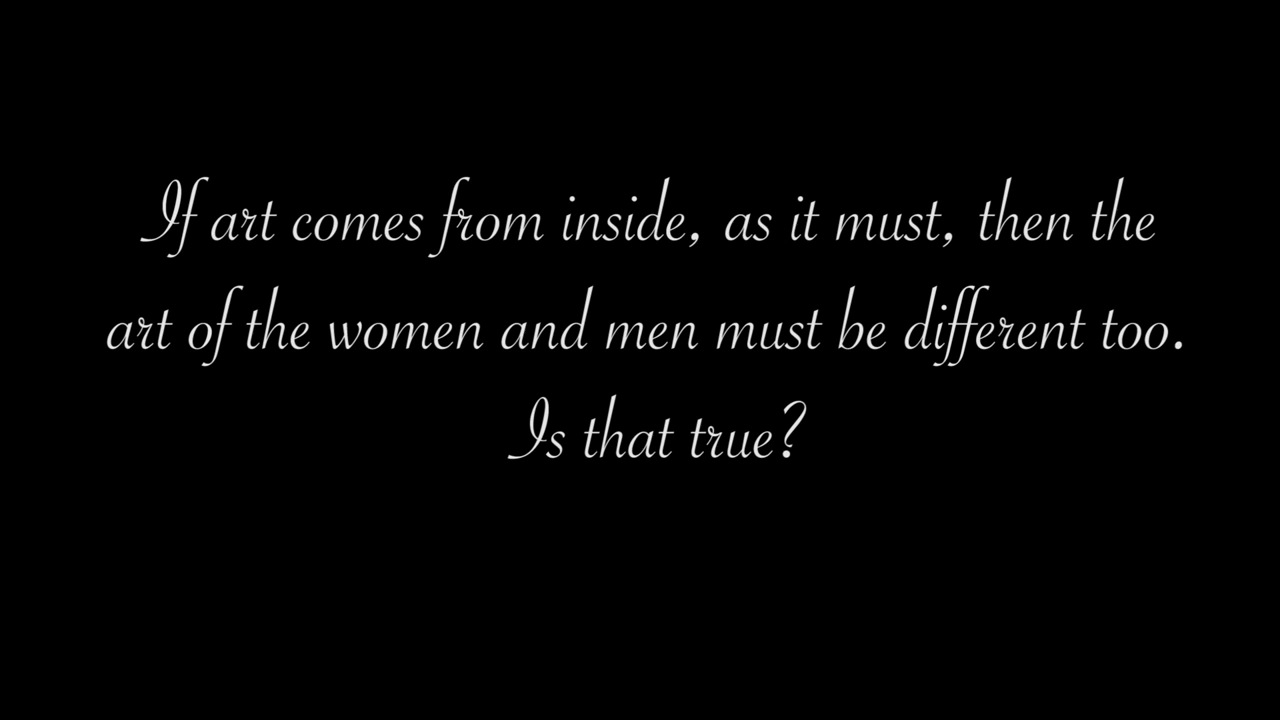 If art comes from inside, as it must, then the
art of the women and men must be different too.
Is that true?